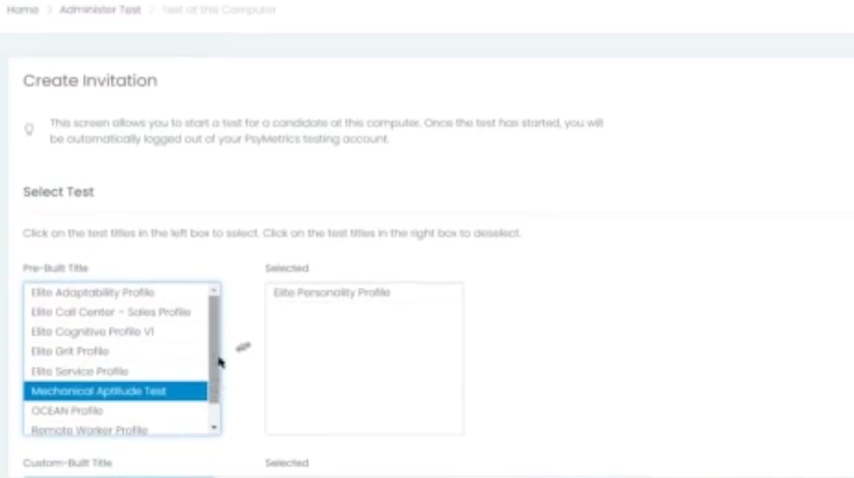 Home > Administer Test > Test at this Computer
Create Invitation
This screen allows you to start a test for a candidate at this computer. Once the test has started, you will
be automatically logged out of your PsyMetrics testing account.
Select Test
Click on the test titles in the left box to select. Click on the test titles in the right box to deselect.
Pre-Built Title
Selected
Elite Adaptability Profile
Elite Call Center - Sales Profile
Elite Cognitive Profile V1
Elite Grit Profile
Elite Service Profile
Mechanical Aptitude Test
OCEAN Profile
Remote Worker Profile
Elite Personality Profile
Custom-Built Title
Selected